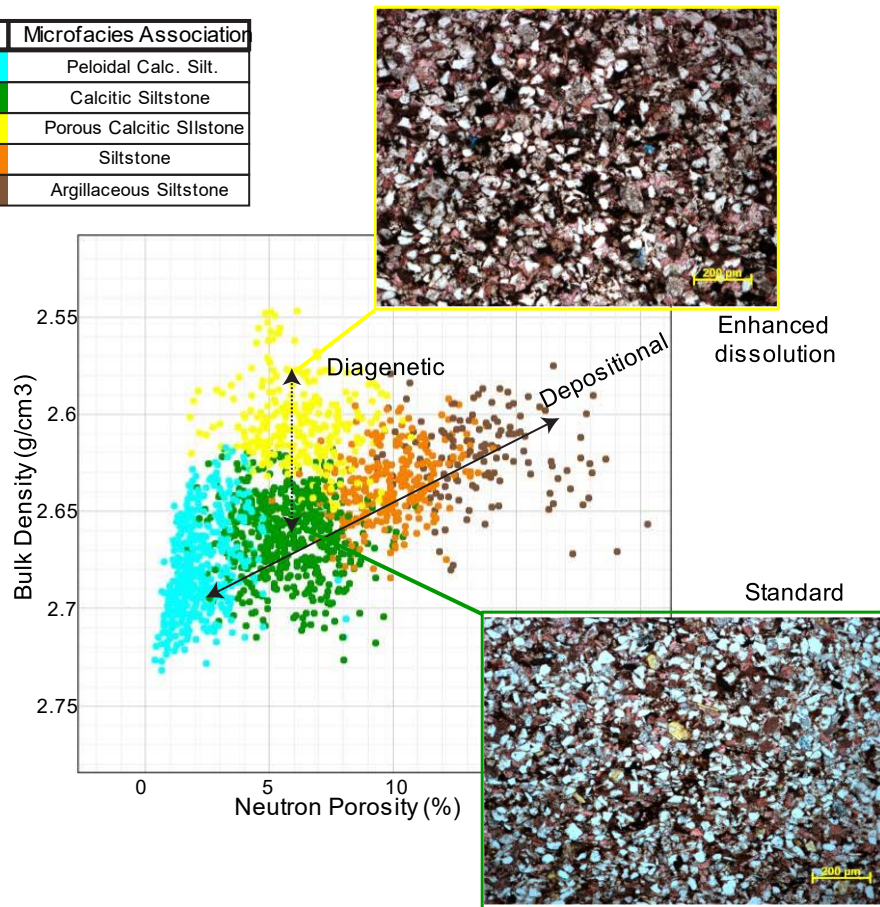 Microfacies Association
Peloidal Calc. Silt.
Calcitic Siltstone
Porous Calcitic SIlstone
Siltstone
Argillaceous Siltstone
200 µm
Enhanced
dissolution
Diagenetic
Depositional
2.55
2.6
2.65
2.7
2.75
Bulk Density (g/cm3)
0
5
10
Neutron Porosity (%)
Standard
200 µm